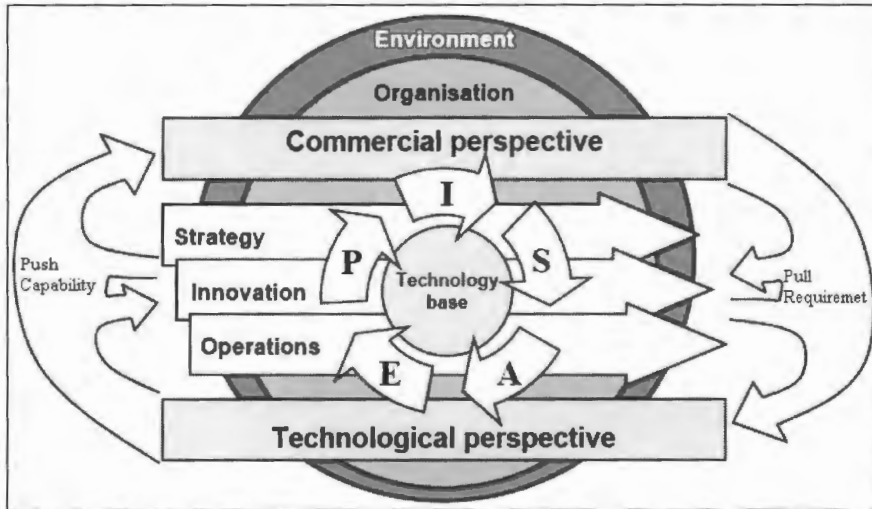 Environment
Organisation
Commercial perspective
I
Strategy
P
S
Push
Capability
Technology
base
Pull
Requiremet
Innovation
Operations
E
A
Technological perspective